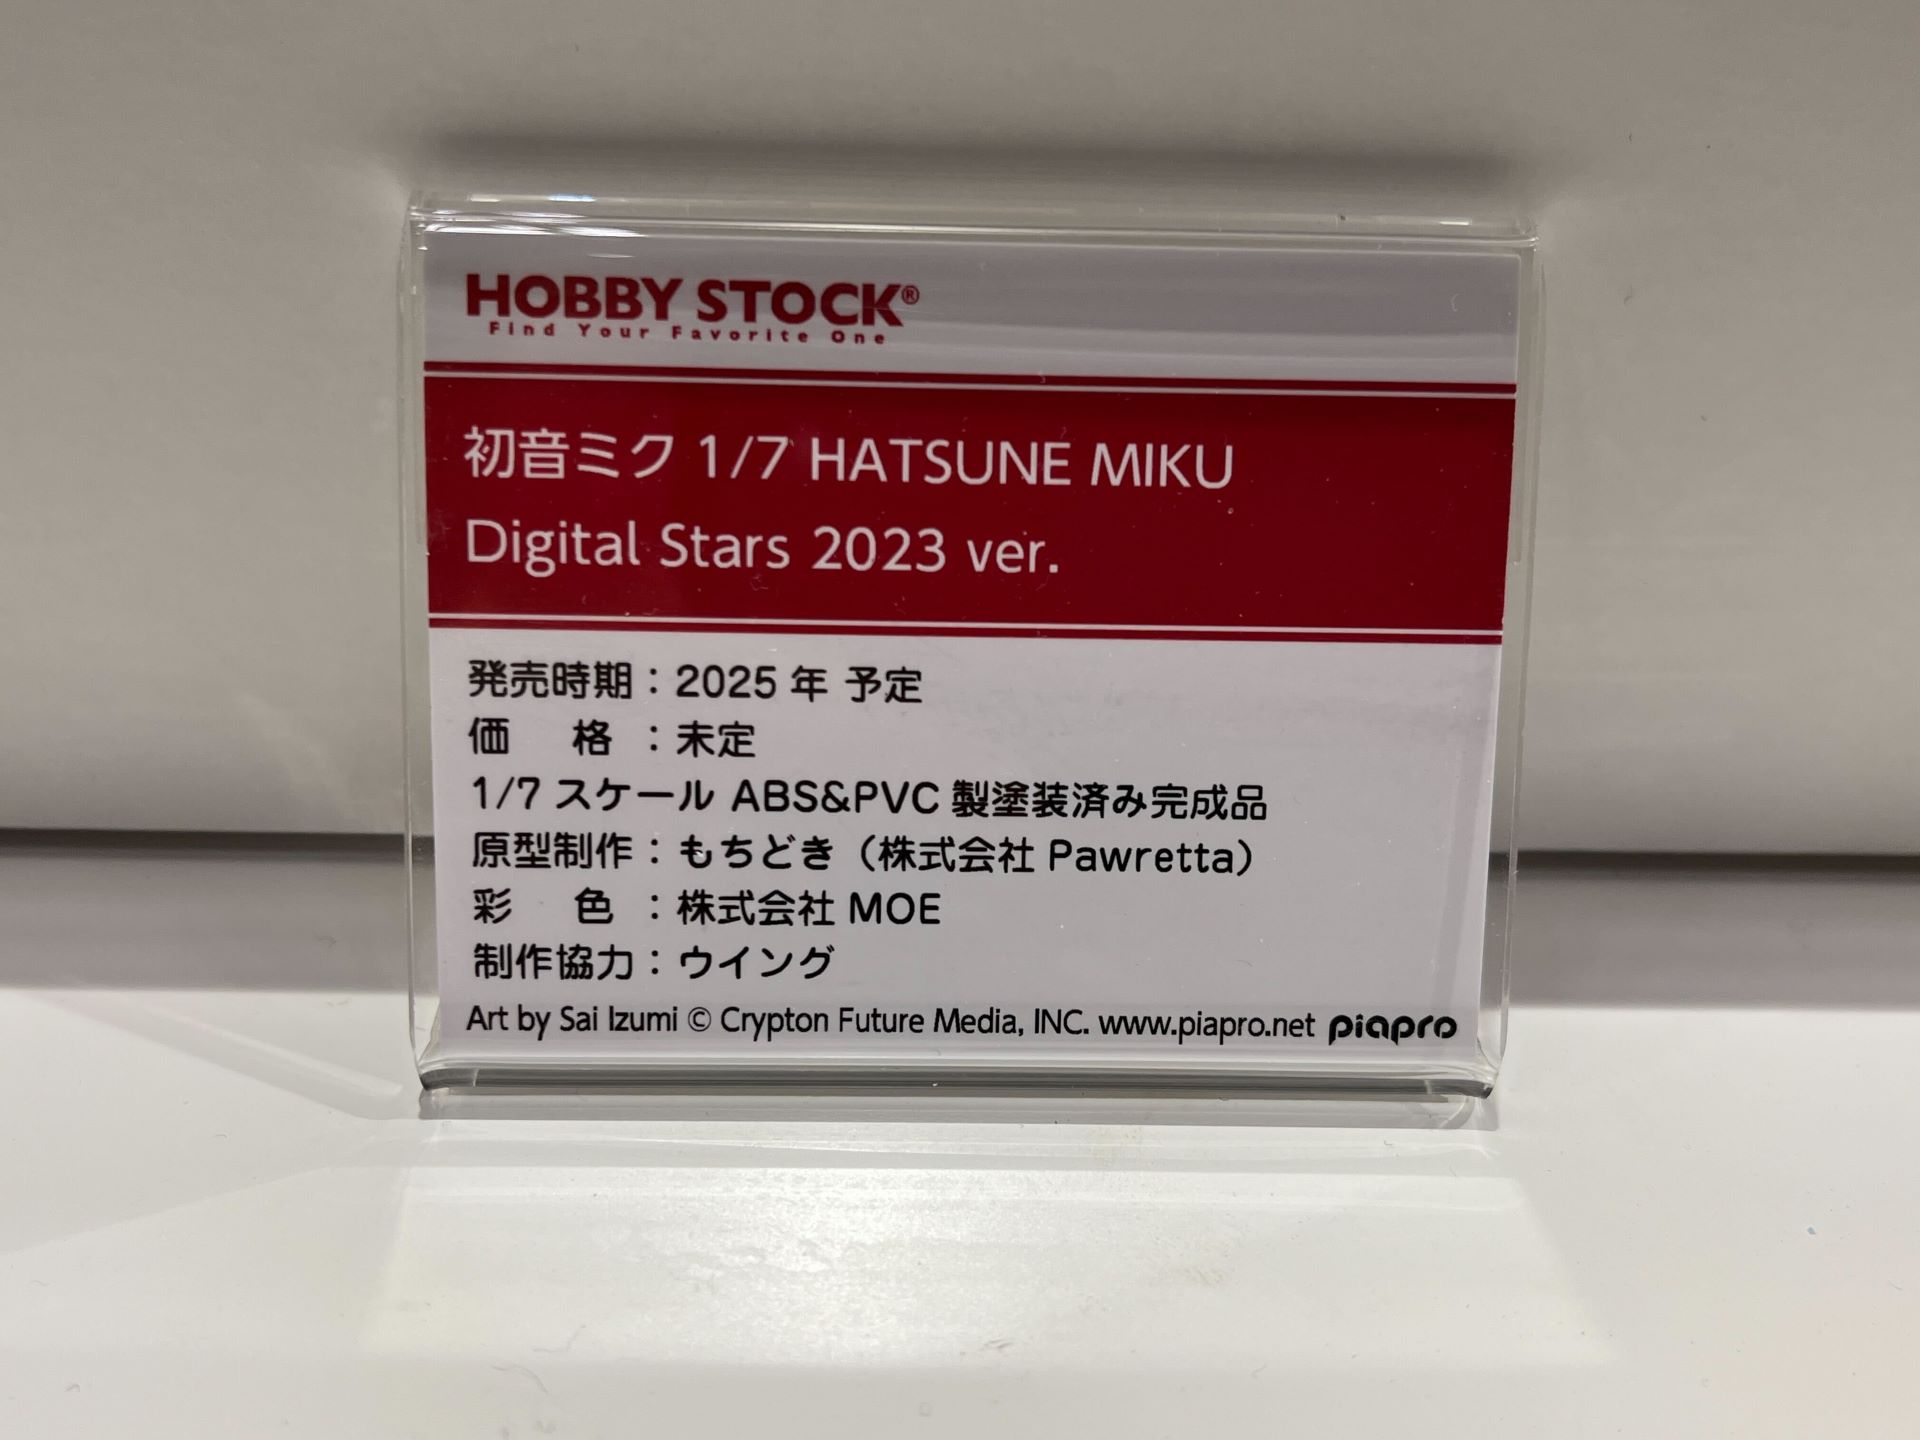 HOBBY STOCK®
Find Your Favorite One
初音ミク 1/7 HATSUNE MIKU
Digital Stars 2023 ver.
発売時期：2025 年 予定
価　格：未定
1/7 スケール ABS&PVC 製塗装済み完成品
原型制作：もちどき（株式会社 Pawretta）
彩　色：株式会社 MOE
制作協力：ウイング
Art by Sai Izumi © Crypton Future Media, INC. www.piapro.net piapro